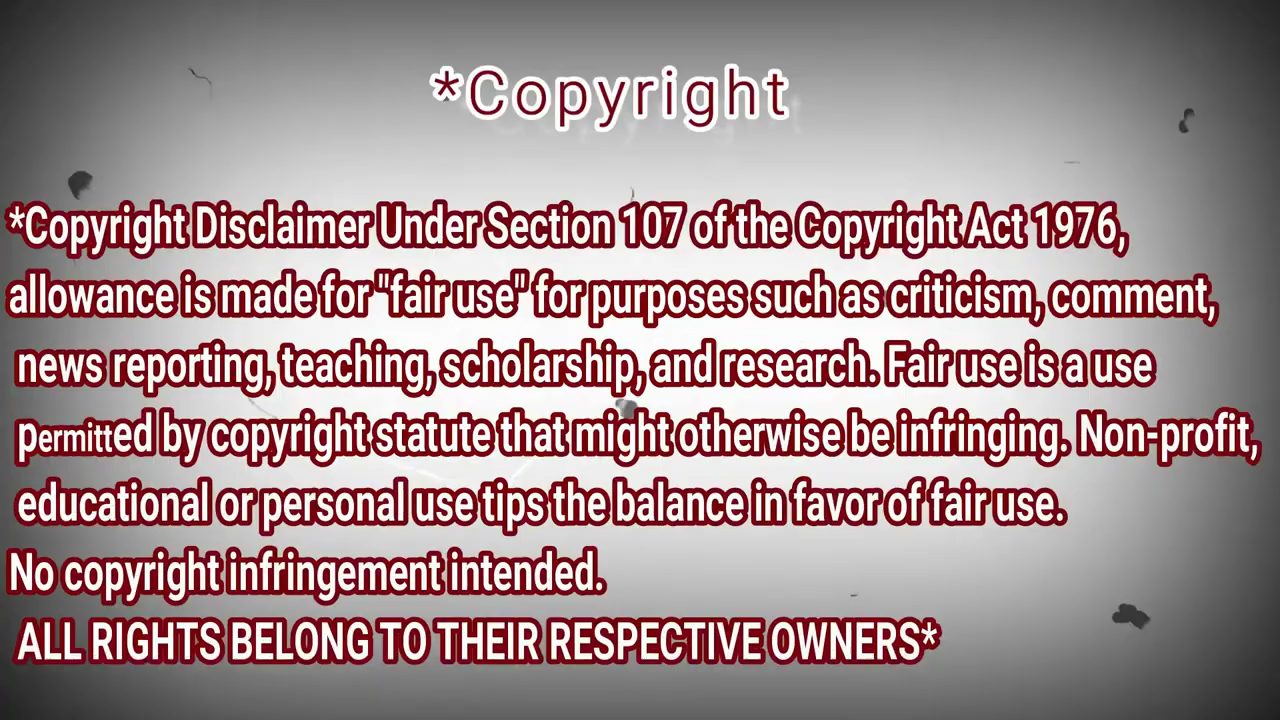 *Copyright
*Copyright Disclaimer Under Section 107 of the Copyright Act 1976,
allowance is made for "fair use" for purposes such as criticism, comment,
news reporting, teaching, scholarship, and research. Fair use is a use
permitted by copyright statute that might otherwise be infringing. Non-profit,
educational or personal use tips the balance in favor of fair use.
No copyright infringement intended.
ALL RIGHTS BELONG TO THEIR RESPECTIVE OWNERS*